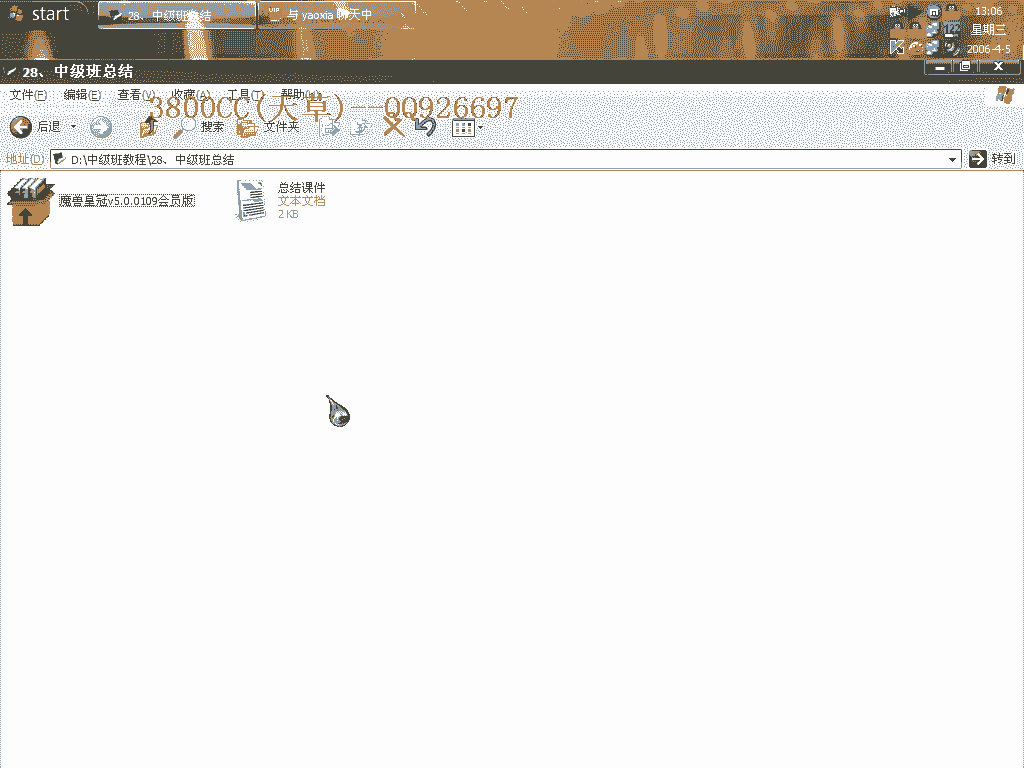 start
28、中级班总结
VIP 与 yaoxia 聊天中
13:06
星期三
2006-4-5
28、中级班总结
文件(F) 编辑(E) 查看(V) 收藏(A) 工具(T) 帮助
3800CC(天草)--QQ926697
后退 搜索 文件夹
地址(D) D:\中级班教程\28、中级班总结 转到
魔兽皇冠v5.0.0109会员版
总结课件
文本文档
2 KB